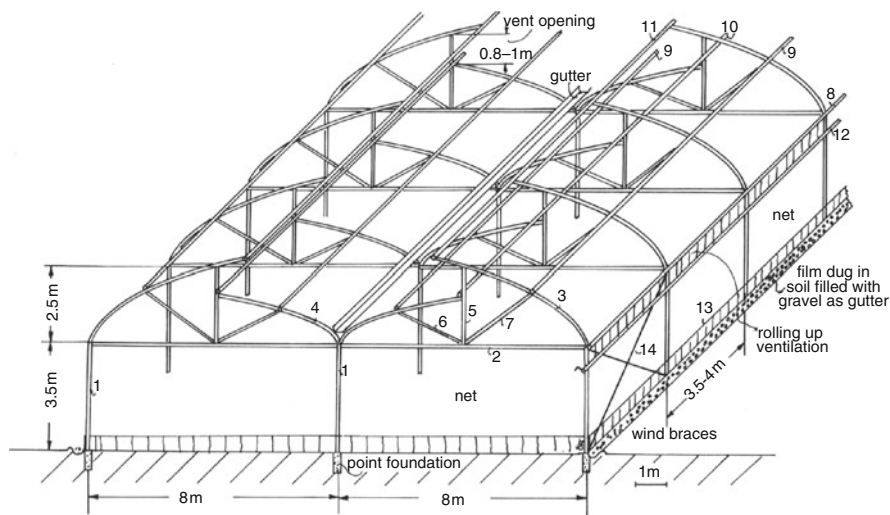 vent opening
11
10
0.8–1m
9
9
gutter
8
12
net
2.5m
film dug in
soil filled with
gravel as gutter
4
3
5
6
7
13
rolling up
ventilation
2
14
1
1
3.5m
net
3.5-4m
wind braces
point foundation
1m
8m
8m